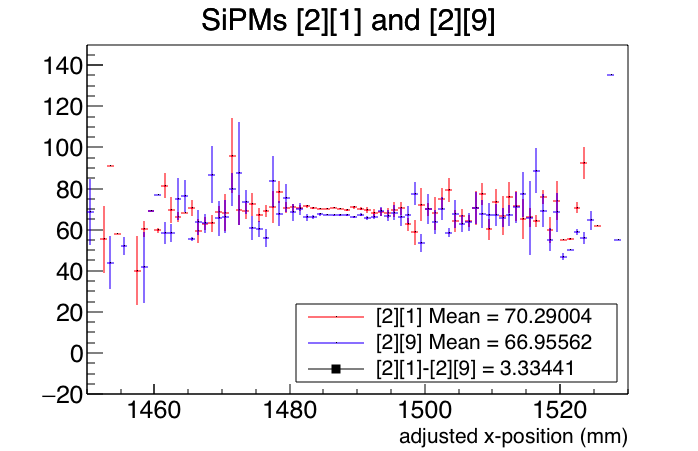 SiPMs [2][1] and [2][9]
140
120
100
80
60
40
20
0
−20
1460
1480
1500
1520
[2][1] Mean = 70.29004
[2][9] Mean = 66.95562
[2][1]-[2][9] = 3.33441
adjusted x-position (mm)